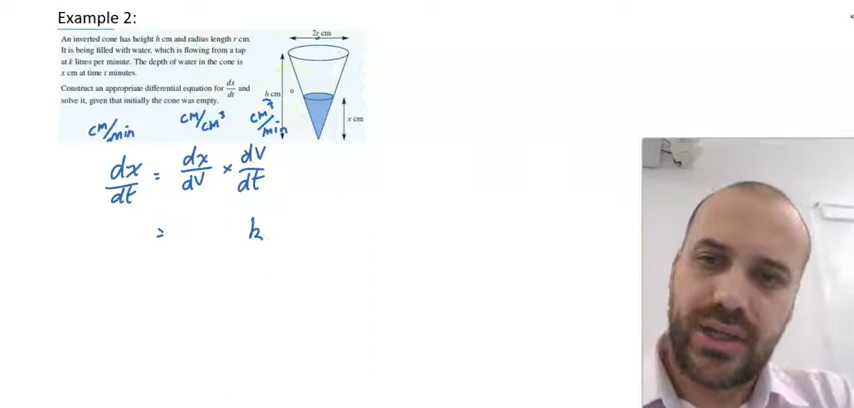 Example 2:
An inverted cone has height h cm and radius length r cm.
It is being filled with water, which is flowing from a tap
at k litres per minute. The depth of water in the cone is
x cm at time t minutes.
Construct an appropriate differential equation for dx/dt and
solve it, given that initially the cone was empty.
2r cm
h cm
x cm
cm/min cm/cm³ cm³/min
dx/dt = dx/dV × dV/dt
= k